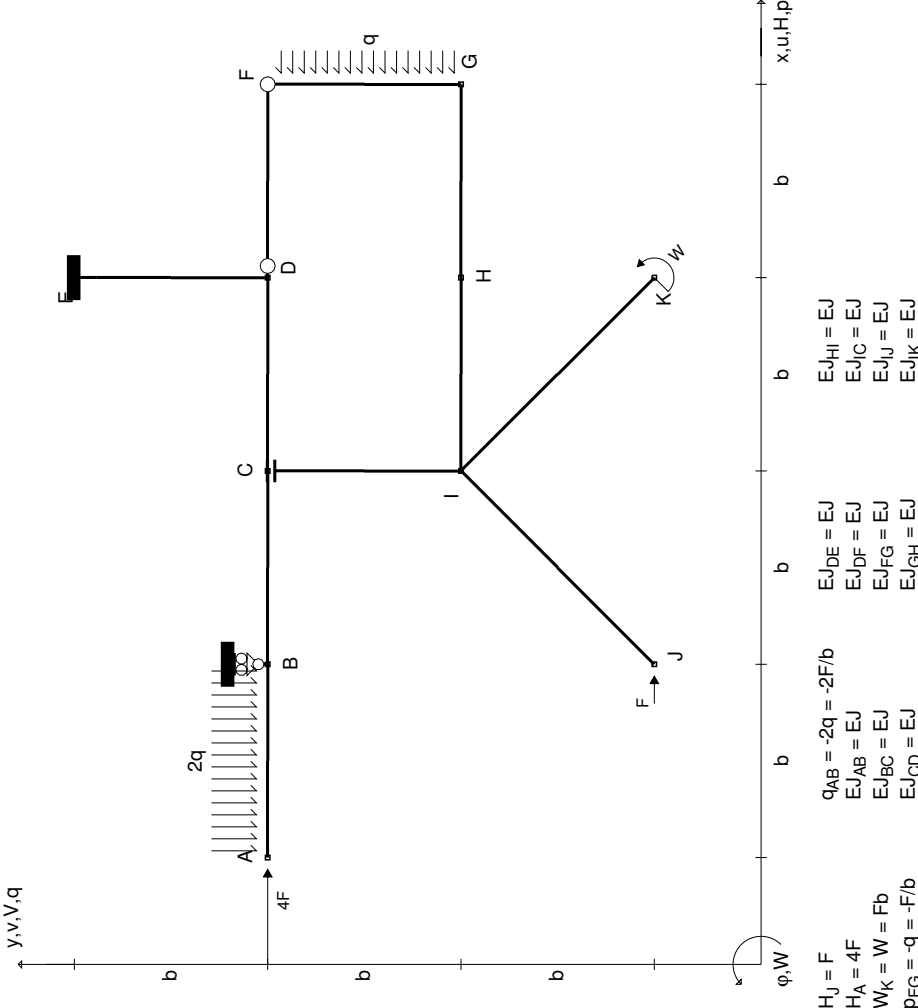 y,v,V,q
E
q
F
2q
C
D
B
A
4F
G
H
I
W
K
J
F
b
b
b
b
b
b
b
x,u,H,p
φ,W
H_J = F
H_A = 4F
W_K = W = Fb
p_FG = -q = -F/b
q_AB = -2q = -2F/b
EJ_AB = EJ
EJ_BC = EJ
EJ_CD = EJ
EJ_DE = EJ
EJ_DF = EJ
EJ_FG = EJ
EJ_GH = EJ
EJ_HI = EJ
EJ_IC = EJ
EJ_IJ = EJ
EJ_IK = EJ